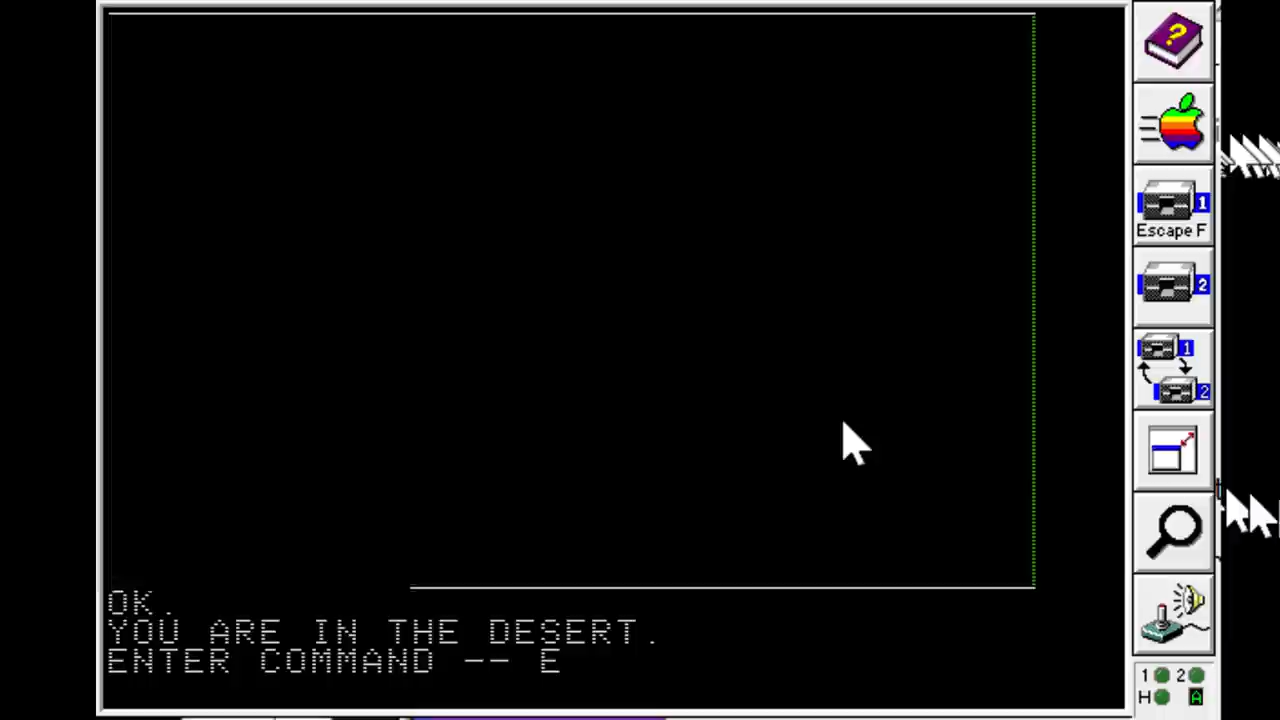 ?
1
Escape F
2
1
2
OK.
YOU ARE IN THE DESERT.
ENTER COMMAND -- E
1 2
H A